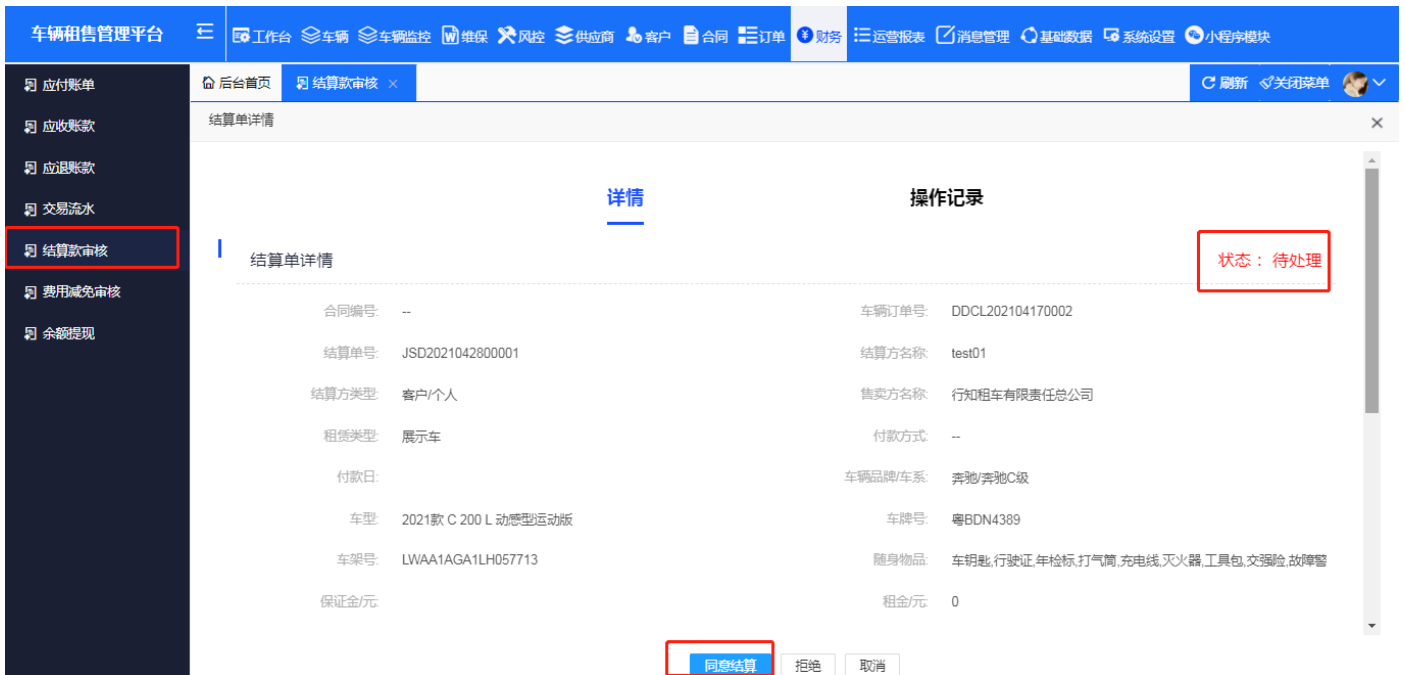 车辆租售管理平台
工作台 车辆 车辆监控 维保 风控 供应商 客户 合同 订单 财务 运营报表 消息管理 基础数据 系统设置 小程序模块
应付账单
后台首页 结算款审核 × 刷新 关闭菜单
应收账款
结算单详情 ×
应退账款
详情 操作记录
交易流水
结算款审核
结算单详情 状态：待处理
费用减免审核
合同编号: -- 车辆订单号: DDCL202104170002
余额提现
结算单号: JSD2021042800001 结算方名称: test01
结算方类型: 客户/个人 售卖方名称: 行知租车有限责任总公司
租赁类型: 展示车 付款方式: --
付款日: 车辆品牌/车系: 奔驰/奔驰C级
车型: 2021款 C 200 L 动感型运动版 车牌号: 粤BDN4389
车架号: LWAA1AGA1LH057713 随身物品: 车钥匙,行驶证,年检标,打气筒,充电线,灭火器,工具包,交强险,故障警
保证金/元: 租金/元: 0
同意结算 拒绝 取消